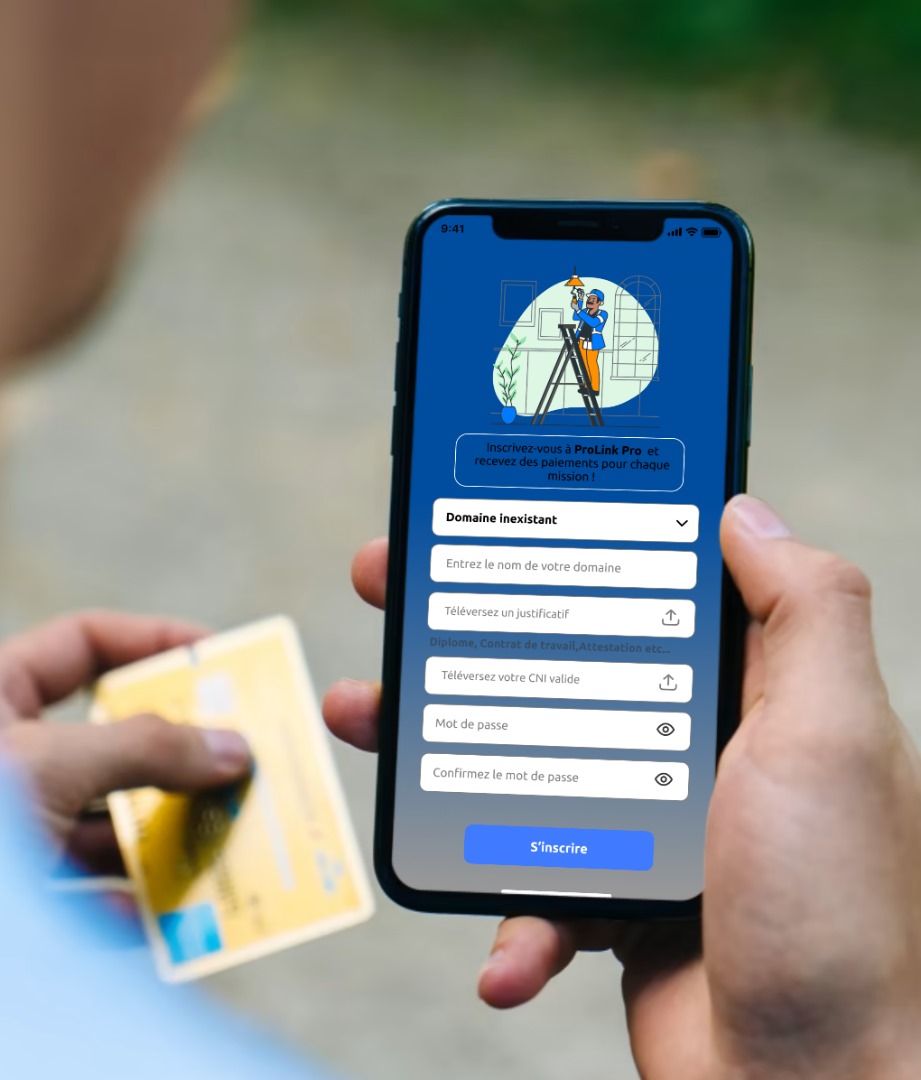 9:41
Inscrivez-vous à ProLink Pro et
recevez des paiements pour chaque
mission !
Domaine inexistant
Entrez le nom de votre domaine
Téléversez un justificatif
Diplome, Contrat de travail,Attestation etc...
Téléversez votre CNI valide
Mot de passe
Confirmez le mot de passe
S'inscrire